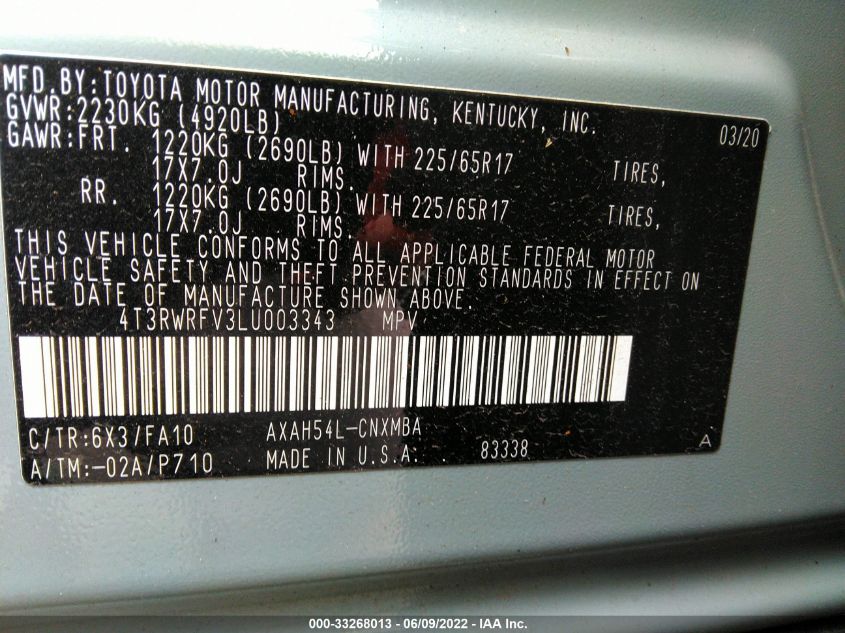 MFD.BY:TOYOTA MOTOR MANUFACTURING, KENTUCKY, INC. 03/20
GVWR:2230KG (4920LB)
GAWR:FRT. 1220KG (2690LB) WITH 225/65R17 TIRES,
17X7.0J RIMS.
RR. 1220KG (2690LB) WITH 225/65R17 TIRES,
17X7.0J RIMS.
THIS VEHICLE CONFORMS TO ALL APPLICABLE FEDERAL MOTOR
VEHICLE SAFETY AND THEFT PREVENTION STANDARDS IN EFFECT ON
THE DATE OF MANUFACTURE SHOWN ABOVE.
4T3RWRFV3LU003343 MPV
C/TR:6X3/FA10 AXAH54L-CNXMBA
A/TM:-02A/P710 MADE IN U.S.A. 83338 A
000-33268013 - 06/09/2022 - IAA Inc.